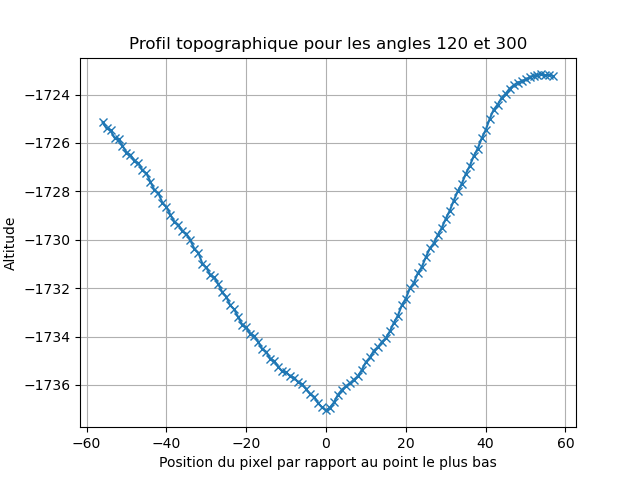 Profil topographique pour les angles 120 et 300
Altitude
−1724
−1726
−1728
−1730
−1732
−1734
−1736
−60 −40 −20 0 20 40 60
Position du pixel par rapport au point le plus bas